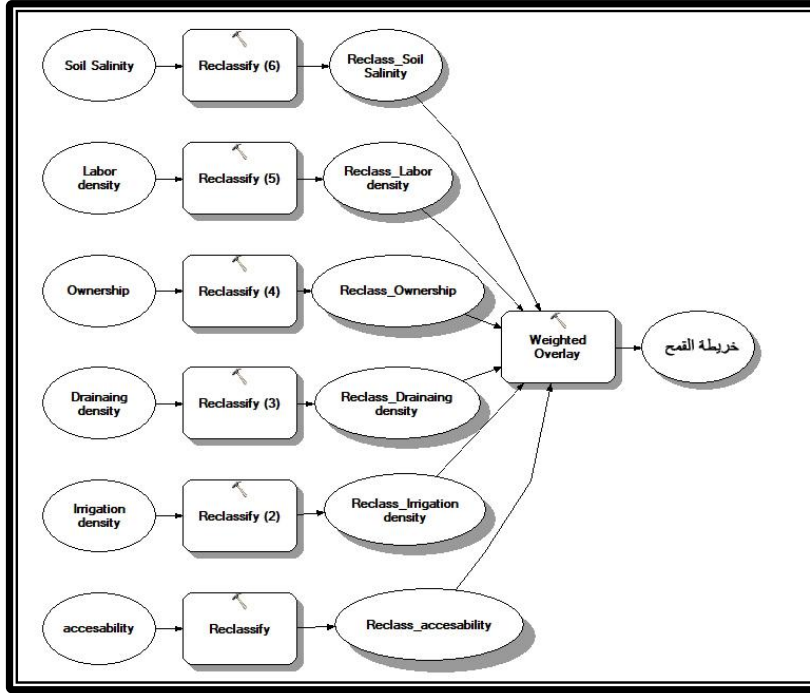 Soil Salinity
Reclassify (6)
Reclass_Soil
Salinity
Labor
density
Reclassify (5)
Reclass_Labor
density
Ownership
Reclassify (4)
Reclass_Ownership
Weighted
Overlay
خريطة القمح
Drainaing
density
Reclassify (3)
Reclass_Drainaing
density
Irrigation
density
Reclassify (2)
Reclass_Irrigation
density
accesability
Reclassify
Reclass_accesability